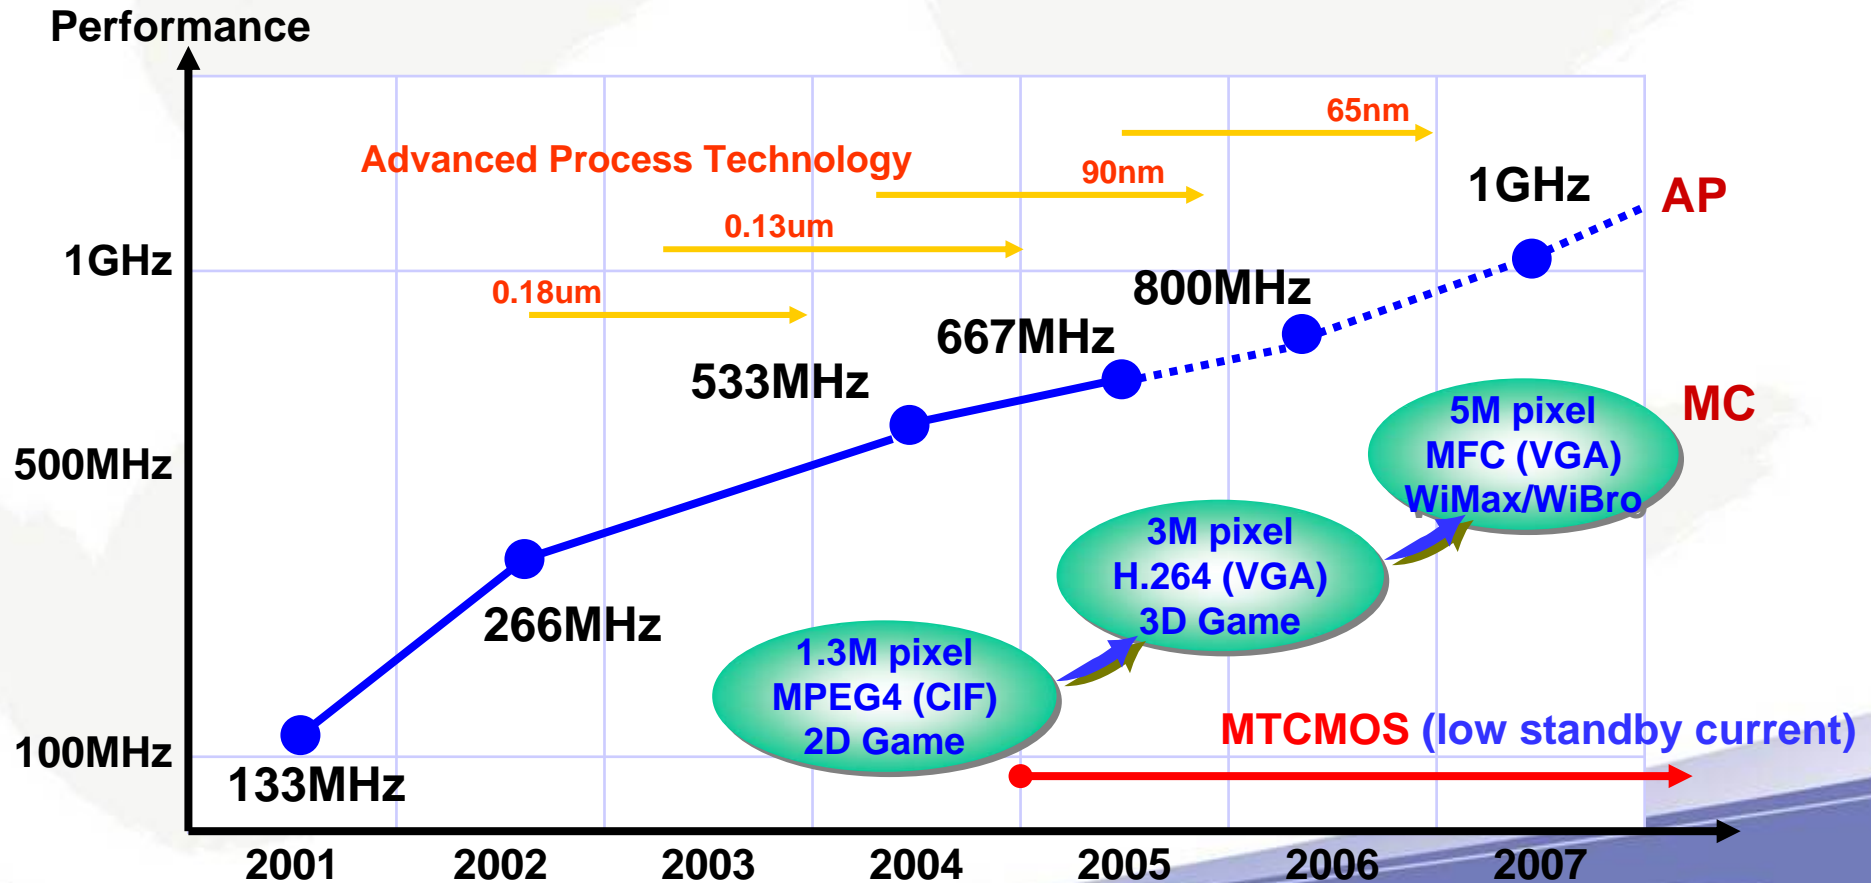 Performance
65nm
Advanced Process Technology
90nm
1GHz
AP
0.13um
1GHz
0.18um
800MHz
667MHz
533MHz
5M pixel
MFC (VGA)
WiMax/WiBro
MC
500MHz
3M pixel
H.264 (VGA)
3D Game
266MHz
1.3M pixel
MPEG4 (CIF)
2D Game
MTCMOS (low standby current)
100MHz
133MHz
2001 2002 2003 2004 2005 2006 2007